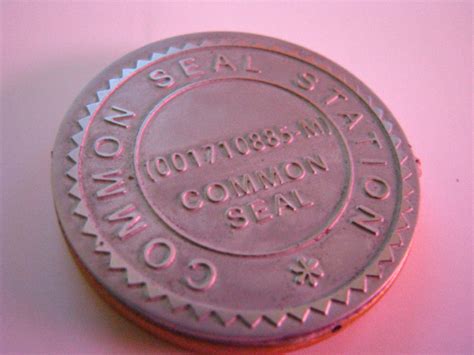 COMMON SEAL STATION
(001710885-M)
COMMON
SEAL